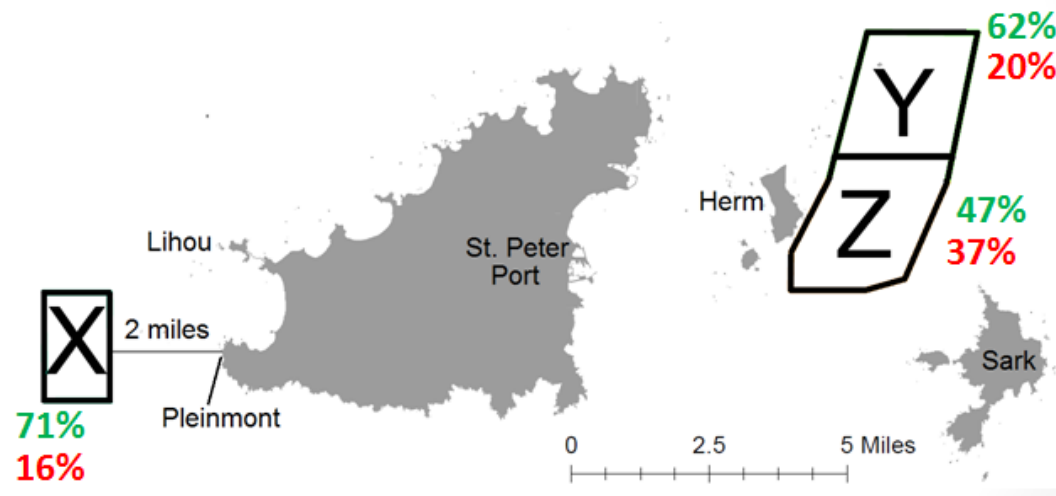 62%
20%
Y
Herm
Z
47%
37%
Lihou
St. Peter
Port
X
2 miles
Pleinmont
Sark
71%
16%
0 2.5 5 Miles